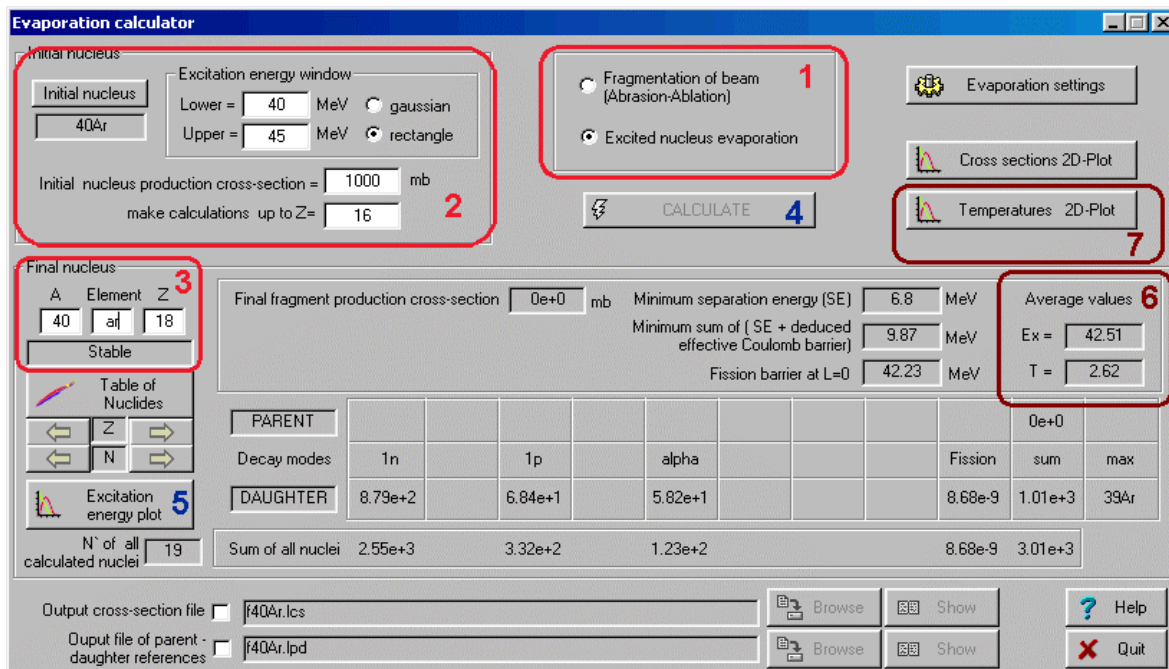 Evaporation calculator
Initial nucleus
Initial nucleus
40Ar
Excitation energy window
Lower = 40 MeV
gaussian
Upper = 45 MeV
rectangle
Initial nucleus production cross-section = 1000 mb
make calculations up to Z= 16
2
Fragmentation of beam
(Abrasion-Ablation)
1
Excited nucleus evaporation
CALCULATE
4
Evaporation settings
Cross sections 2D-Plot
Temperatures 2D-Plot
7
Final nucleus
3
A Element Z
40 ar 18
Stable
Table of
Nuclides
Z
N
Excitation
energy plot
5
N` of all
calculated nuclei 19
Final fragment production cross-section 0e+0 mb
Minimum separation energy (SE) 6.8 MeV
Minimum sum of ( SE + deduced
effective Coulomb barrier) 9.87 MeV
Fission barrier at L=0 42.23 MeV
Average values 6
Ex = 42.51
T = 2.62
PARENT 0e+0
Decay modes 1n 1p alpha Fission sum max
DAUGHTER 8.79e+2 6.84e+1 5.82e+1 8.68e-9 1.01e+3 39Ar
Sum of all nuclei 2.55e+3 3.32e+2 1.23e+2 8.68e-9 3.01e+3
Output cross-section file f40Ar.lcs Browse Show Help
Ouput file of parent -
daughter references f40Ar.lpd Browse Show Quit